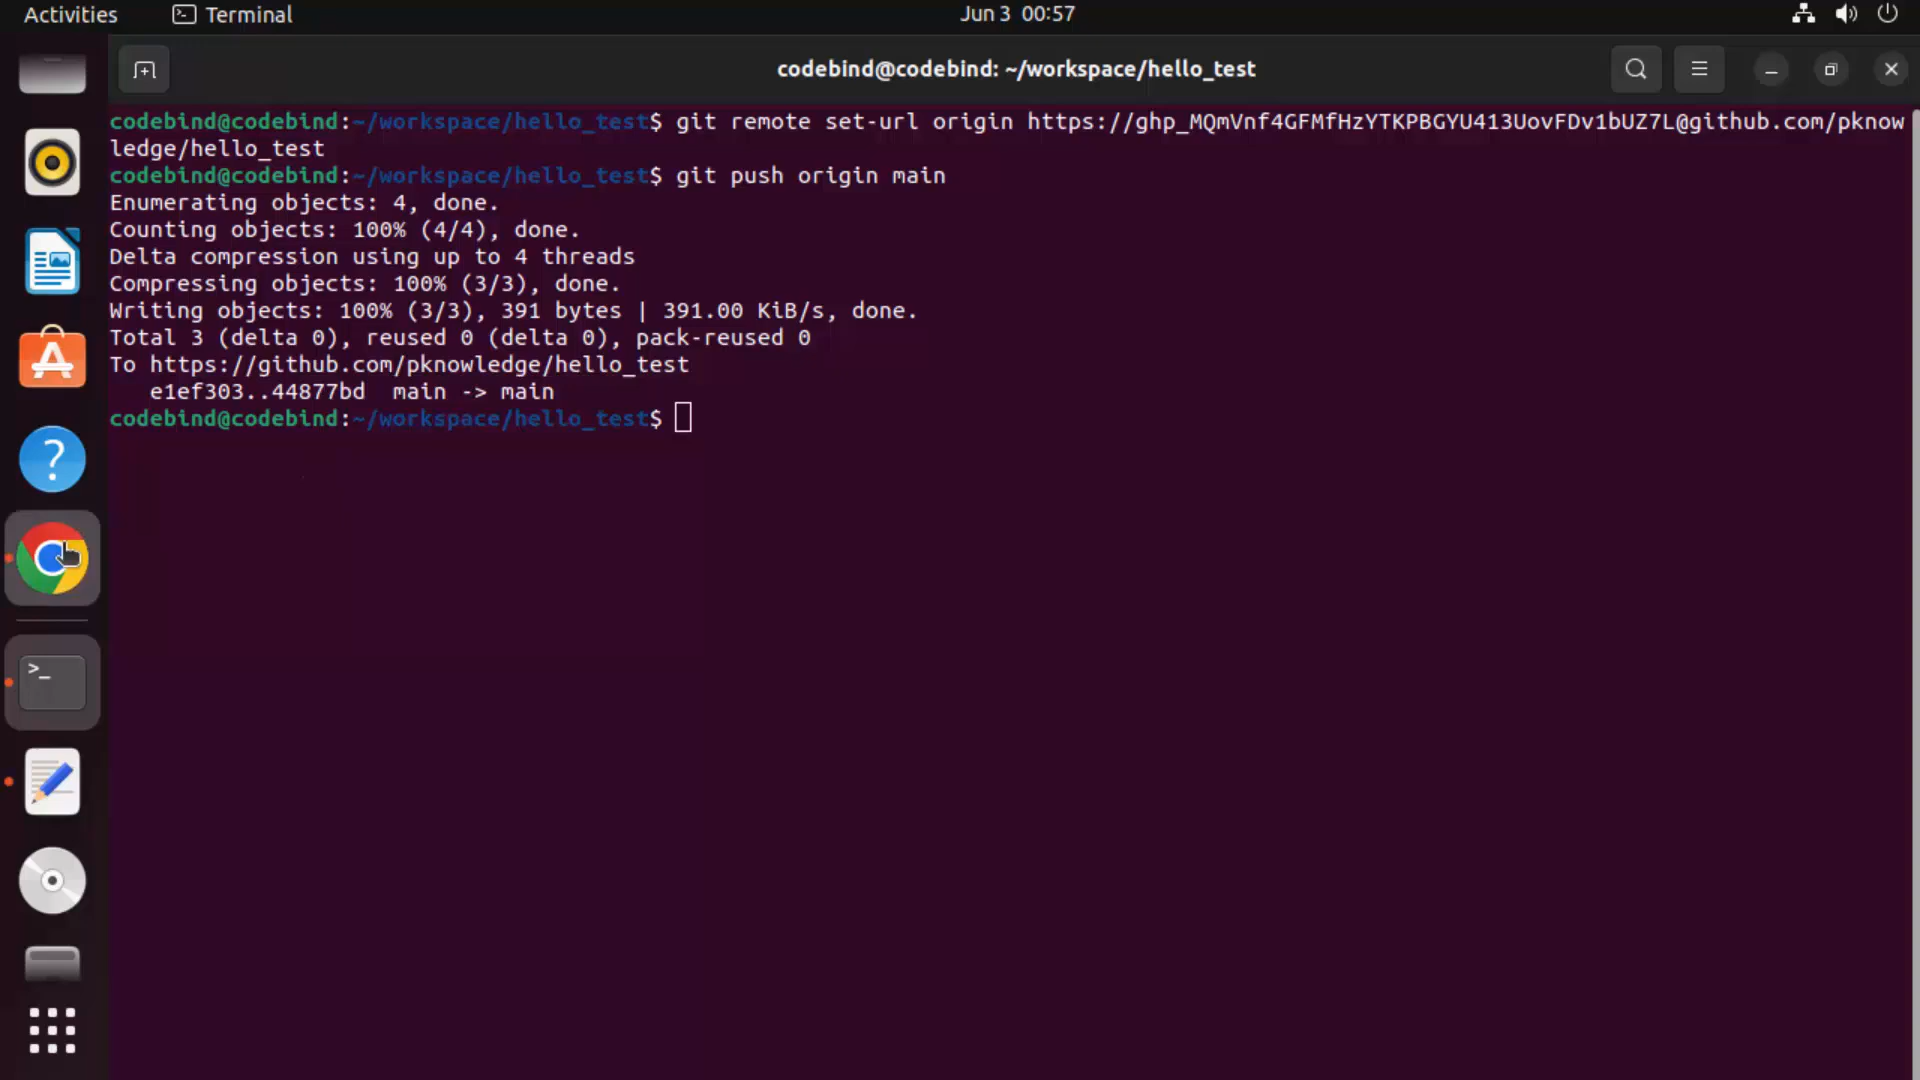 Activities Terminal Jun 3 00:57
codebind@codebind: ~/workspace/hello_test
codebind@codebind:~/workspace/hello_test$ git remote set-url origin https://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@github.com/pknow
ledge/hello_test
codebind@codebind:~/workspace/hello_test$ git push origin main
Enumerating objects: 4, done.
Counting objects: 100% (4/4), done.
Delta compression using up to 4 threads
Compressing objects: 100% (3/3), done.
Writing objects: 100% (3/3), 391 bytes | 391.00 KiB/s, done.
Total 3 (delta 0), reused 0 (delta 0), pack-reused 0
To https://github.com/pknowledge/hello_test
   e1ef303..44877bd  main -> main
codebind@codebind:~/workspace/hello_test$